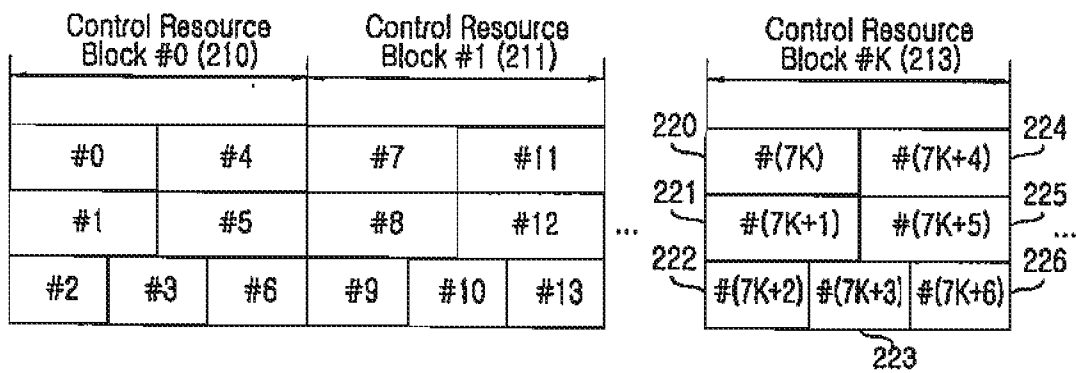 Control Resource
Block #0 (210)
Control Resource
Block #1 (211)
Control Resource
Block #K (213)
#0 #4 #7 #11
220 #(7K) #(7K+4) 224
#1 #5 #8 #12 ...
221 #(7K+1) #(7K+5) 225 ...
#2 #3 #6 #9 #10 #13
222 #(7K+2) #(7K+3) #(7K+6) 226
223